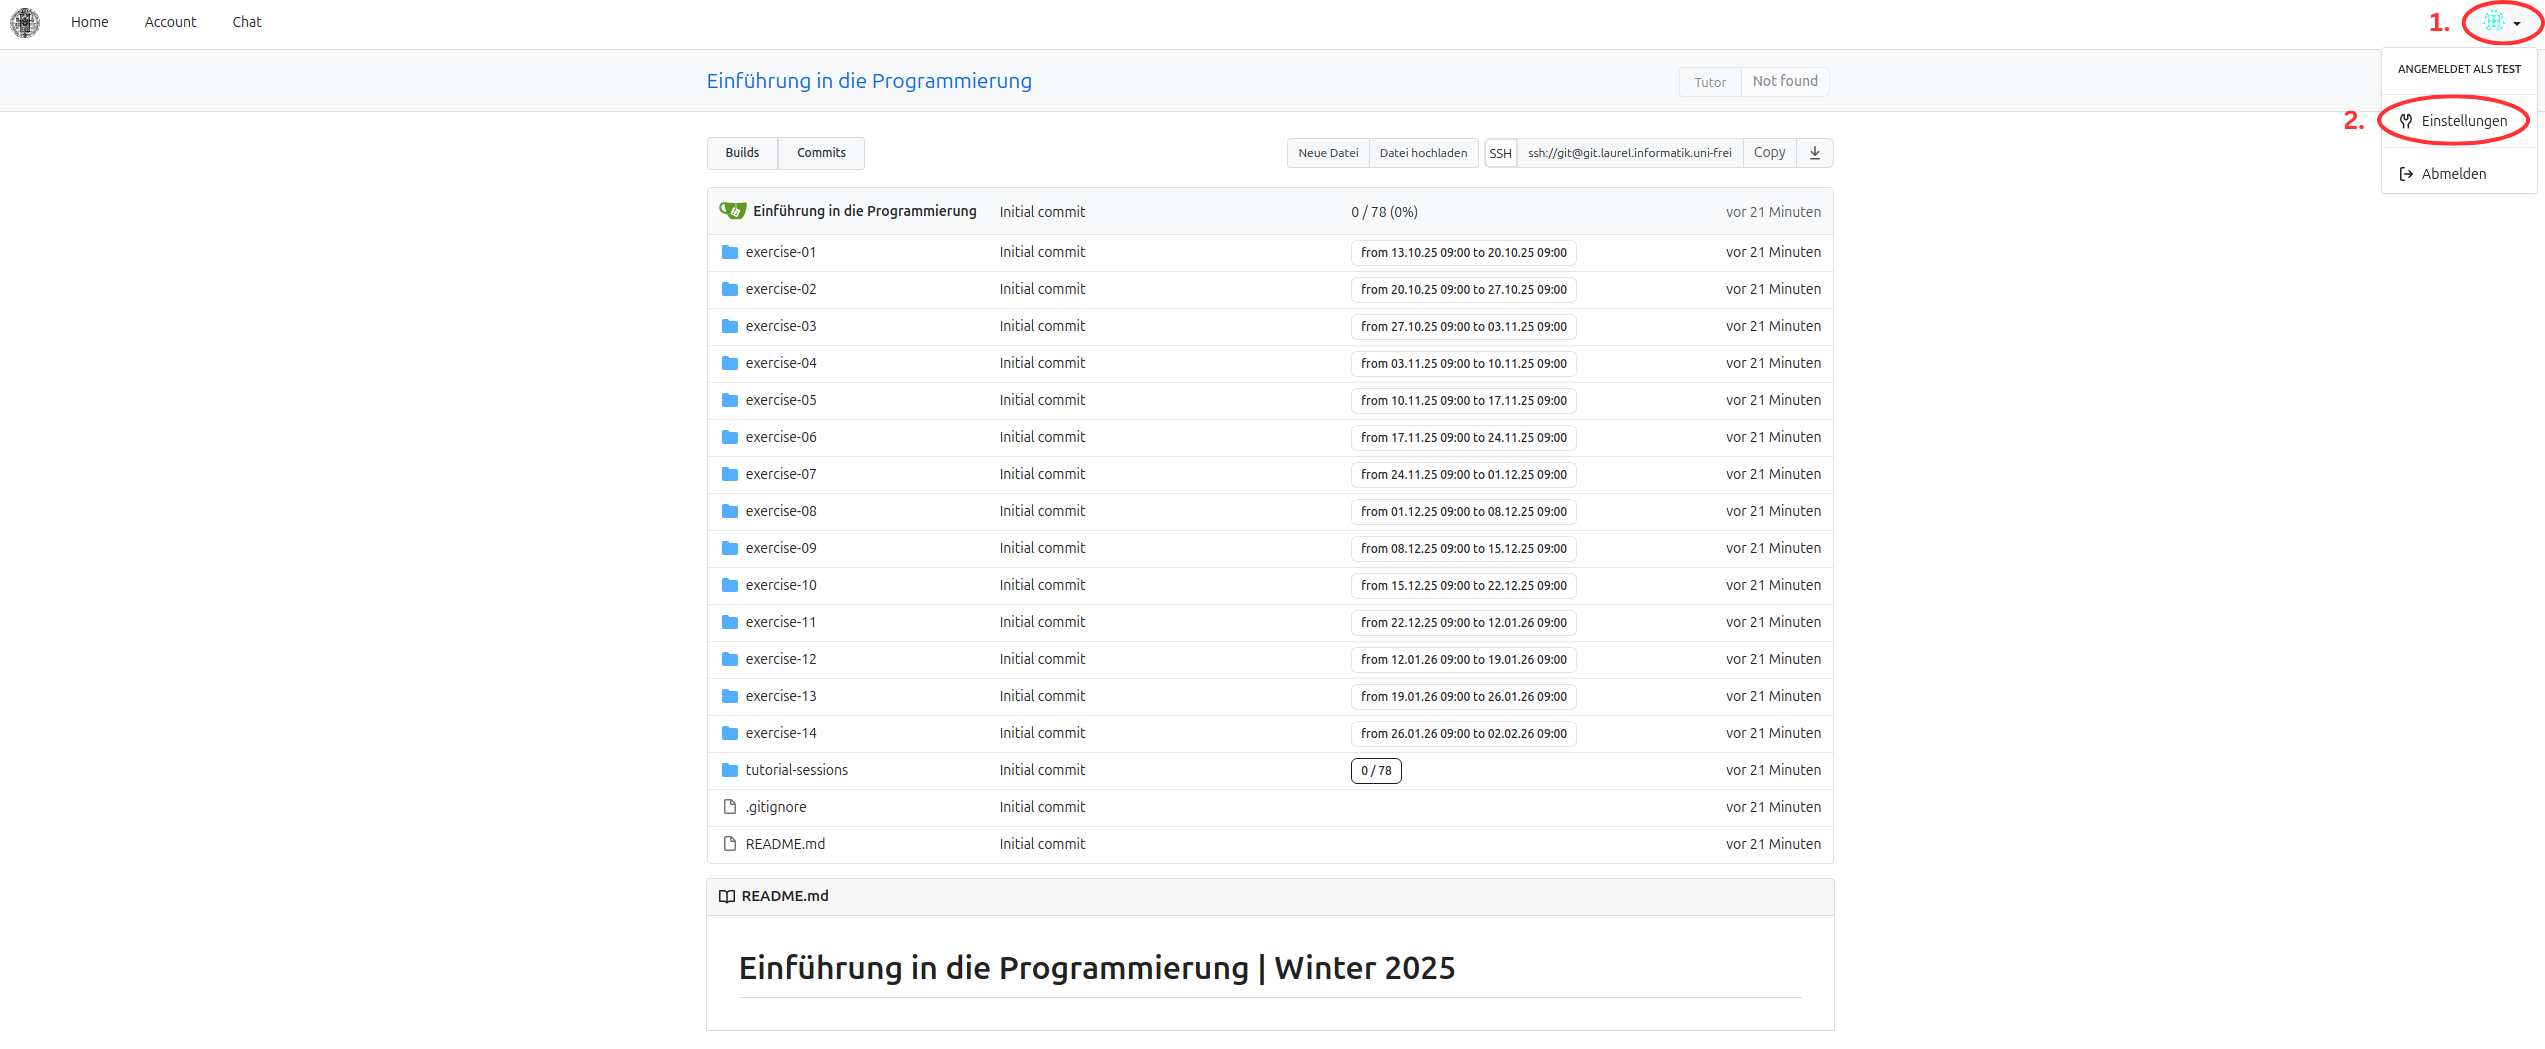 Home Account Chat
1.
ANGEMELDET ALS TEST
2. Einstellungen
Abmelden
Einführung in die Programmierung
Tutor Not found
Builds Commits
Neue Datei Datei hochladen SSH ssh://git@git.laurel.informatik.uni-frei Copy
Einführung in die Programmierung Initial commit 0 / 78 (0%) vor 21 Minuten
exercise-01 Initial commit from 13.10.25 09:00 to 20.10.25 09:00 vor 21 Minuten
exercise-02 Initial commit from 20.10.25 09:00 to 27.10.25 09:00 vor 21 Minuten
exercise-03 Initial commit from 27.10.25 09:00 to 03.11.25 09:00 vor 21 Minuten
exercise-04 Initial commit from 03.11.25 09:00 to 10.11.25 09:00 vor 21 Minuten
exercise-05 Initial commit from 10.11.25 09:00 to 17.11.25 09:00 vor 21 Minuten
exercise-06 Initial commit from 17.11.25 09:00 to 24.11.25 09:00 vor 21 Minuten
exercise-07 Initial commit from 24.11.25 09:00 to 01.12.25 09:00 vor 21 Minuten
exercise-08 Initial commit from 01.12.25 09:00 to 08.12.25 09:00 vor 21 Minuten
exercise-09 Initial commit from 08.12.25 09:00 to 15.12.25 09:00 vor 21 Minuten
exercise-10 Initial commit from 15.12.25 09:00 to 22.12.25 09:00 vor 21 Minuten
exercise-11 Initial commit from 22.12.25 09:00 to 12.01.26 09:00 vor 21 Minuten
exercise-12 Initial commit from 12.01.26 09:00 to 19.01.26 09:00 vor 21 Minuten
exercise-13 Initial commit from 19.01.26 09:00 to 26.01.26 09:00 vor 21 Minuten
exercise-14 Initial commit from 26.01.26 09:00 to 02.02.26 09:00 vor 21 Minuten
tutorial-sessions Initial commit 0 / 78 vor 21 Minuten
.gitignore Initial commit vor 21 Minuten
README.md Initial commit vor 21 Minuten
README.md
Einführung in die Programmierung | Winter 2025